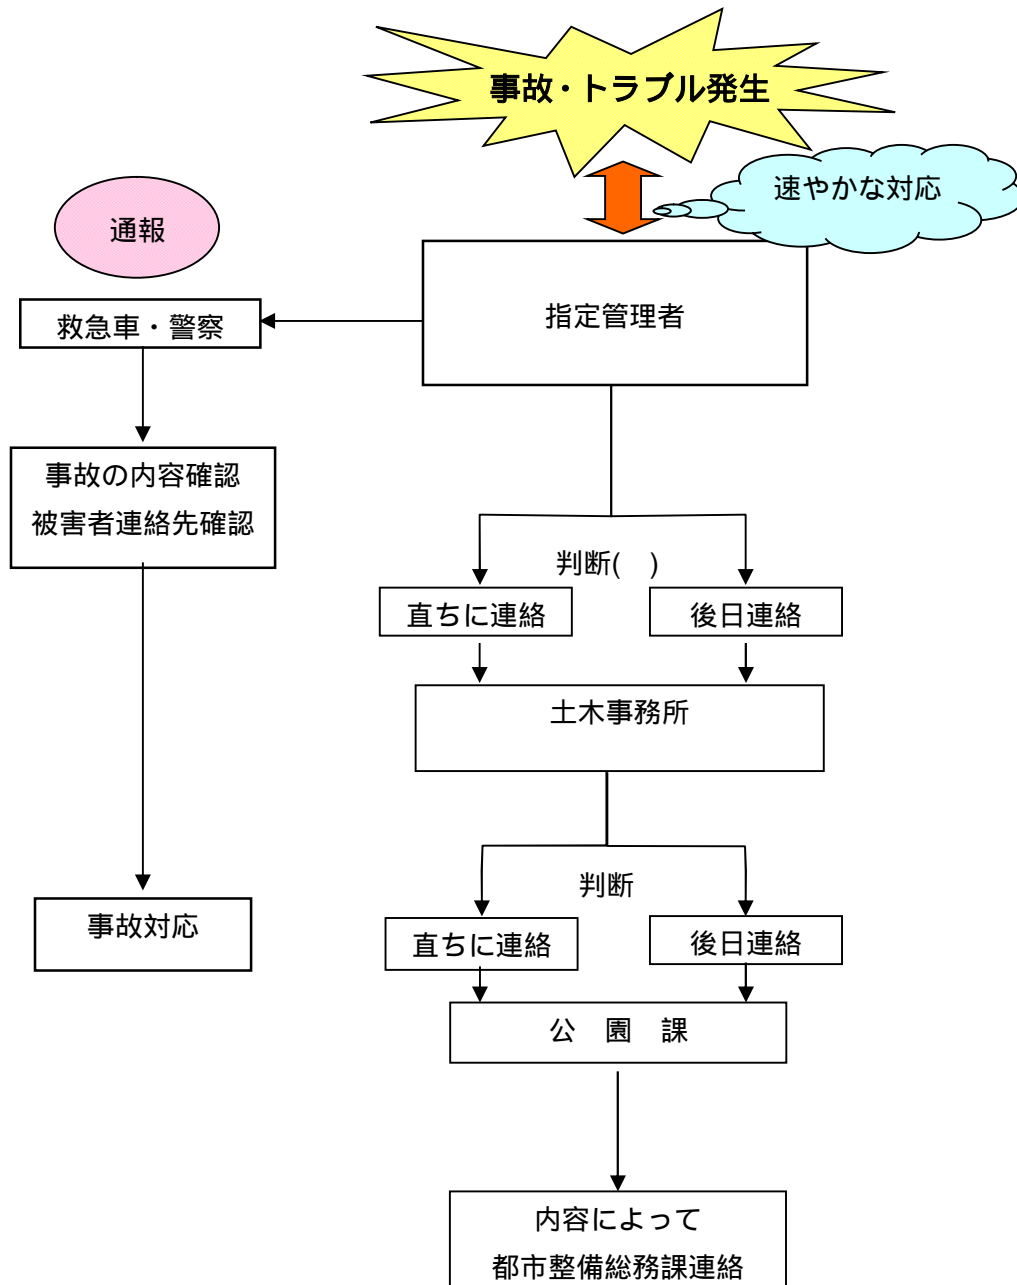 事故・トラブル発生
速やかな対応
通報
指定管理者
救急車・警察
事故の内容確認
被害者連絡先確認
判断(　)
直ちに連絡
後日連絡
土木事務所
判断
事故対応
直ちに連絡
後日連絡
公　園　課
内容によって
都市整備総務課連絡